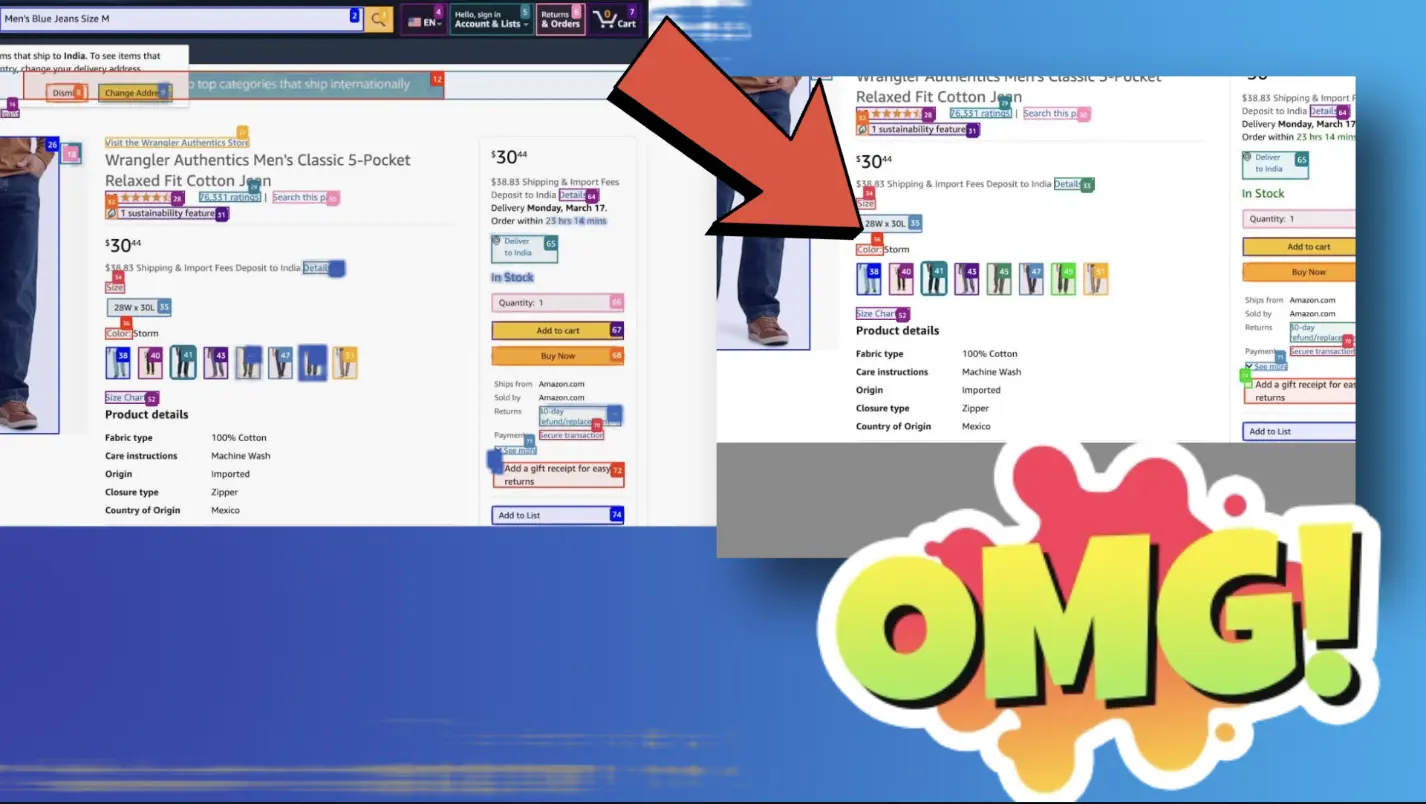 Men's Blue Jeans Size M
2
4
EN
Hello, sign in
5
Account & Lists
Returns
6
& Orders
0
7
Cart
ms that ship to India. To see items that
ntry, change your delivery address.
Change Addre
top categories that ship internationally
12
26
18
Visit the Wrangler Authentics Store
Wrangler Authentics Men's Classic 5-Pocket
Relaxed Fit Cotton Jean
28
76,331 ratings
29
|
Search this p
1 sustainability feature
31
$30.44
$38.83 Shipping & Import Fees Deposit to India
Details
34
Size
28W x 30L
35
36
Color: Storm
38
40
41
43
47
51
Size Chart
52
Product details
Fabric type 100% Cotton
Care instructions Machine Wash
Origin Imported
Closure type Zipper
Country of Origin Mexico
$30.44
$38.83 Shipping & Import Fees
Deposit to India Details
64
Delivery Monday, March 17.
Order within 23 hrs 14 mins
Deliver
to India
65
In Stock
Quantity: 1
66
Add to cart
67
Buy Now
68
Ships from Amazon.com
Sold by Amazon.com
Returns 30-day
refund/replace
70
Payment Secure transaction
71
See more
Add a gift receipt for easy
returns
72
Add to List
74
Wrangler Authentics Men's Classic 5-Pocket
Relaxed Fit Cotton Jean
28
76,331 ratings
29
|
Search this p
30
1 sustainability feature
31
$30.44
$38.83 Shipping & Import Fees Deposit to India
Details
33
34
Size
28W x 30L
35
36
Color: Storm
38
40
41
43
45
47
49
51
Size Chart
52
Product details
Fabric type 100% Cotton
Care instructions Machine Wash
Origin Imported
Closure type Zipper
Country of Origin Mexico
$38.83 Shipping & Import F
Deposit to India Details
64
Delivery Monday, March 17
Order within 23 hrs 14 mins
Deliver
to India
65
In Stock
Quantity: 1
Add to cart
Buy Now
Ships from Amazon.com
Sold by Amazon.com
Returns 30-day
refund/replace
70
Payment Secure transaction
71
See more
Add a gift receipt for eas
returns
Add to List
OMG!